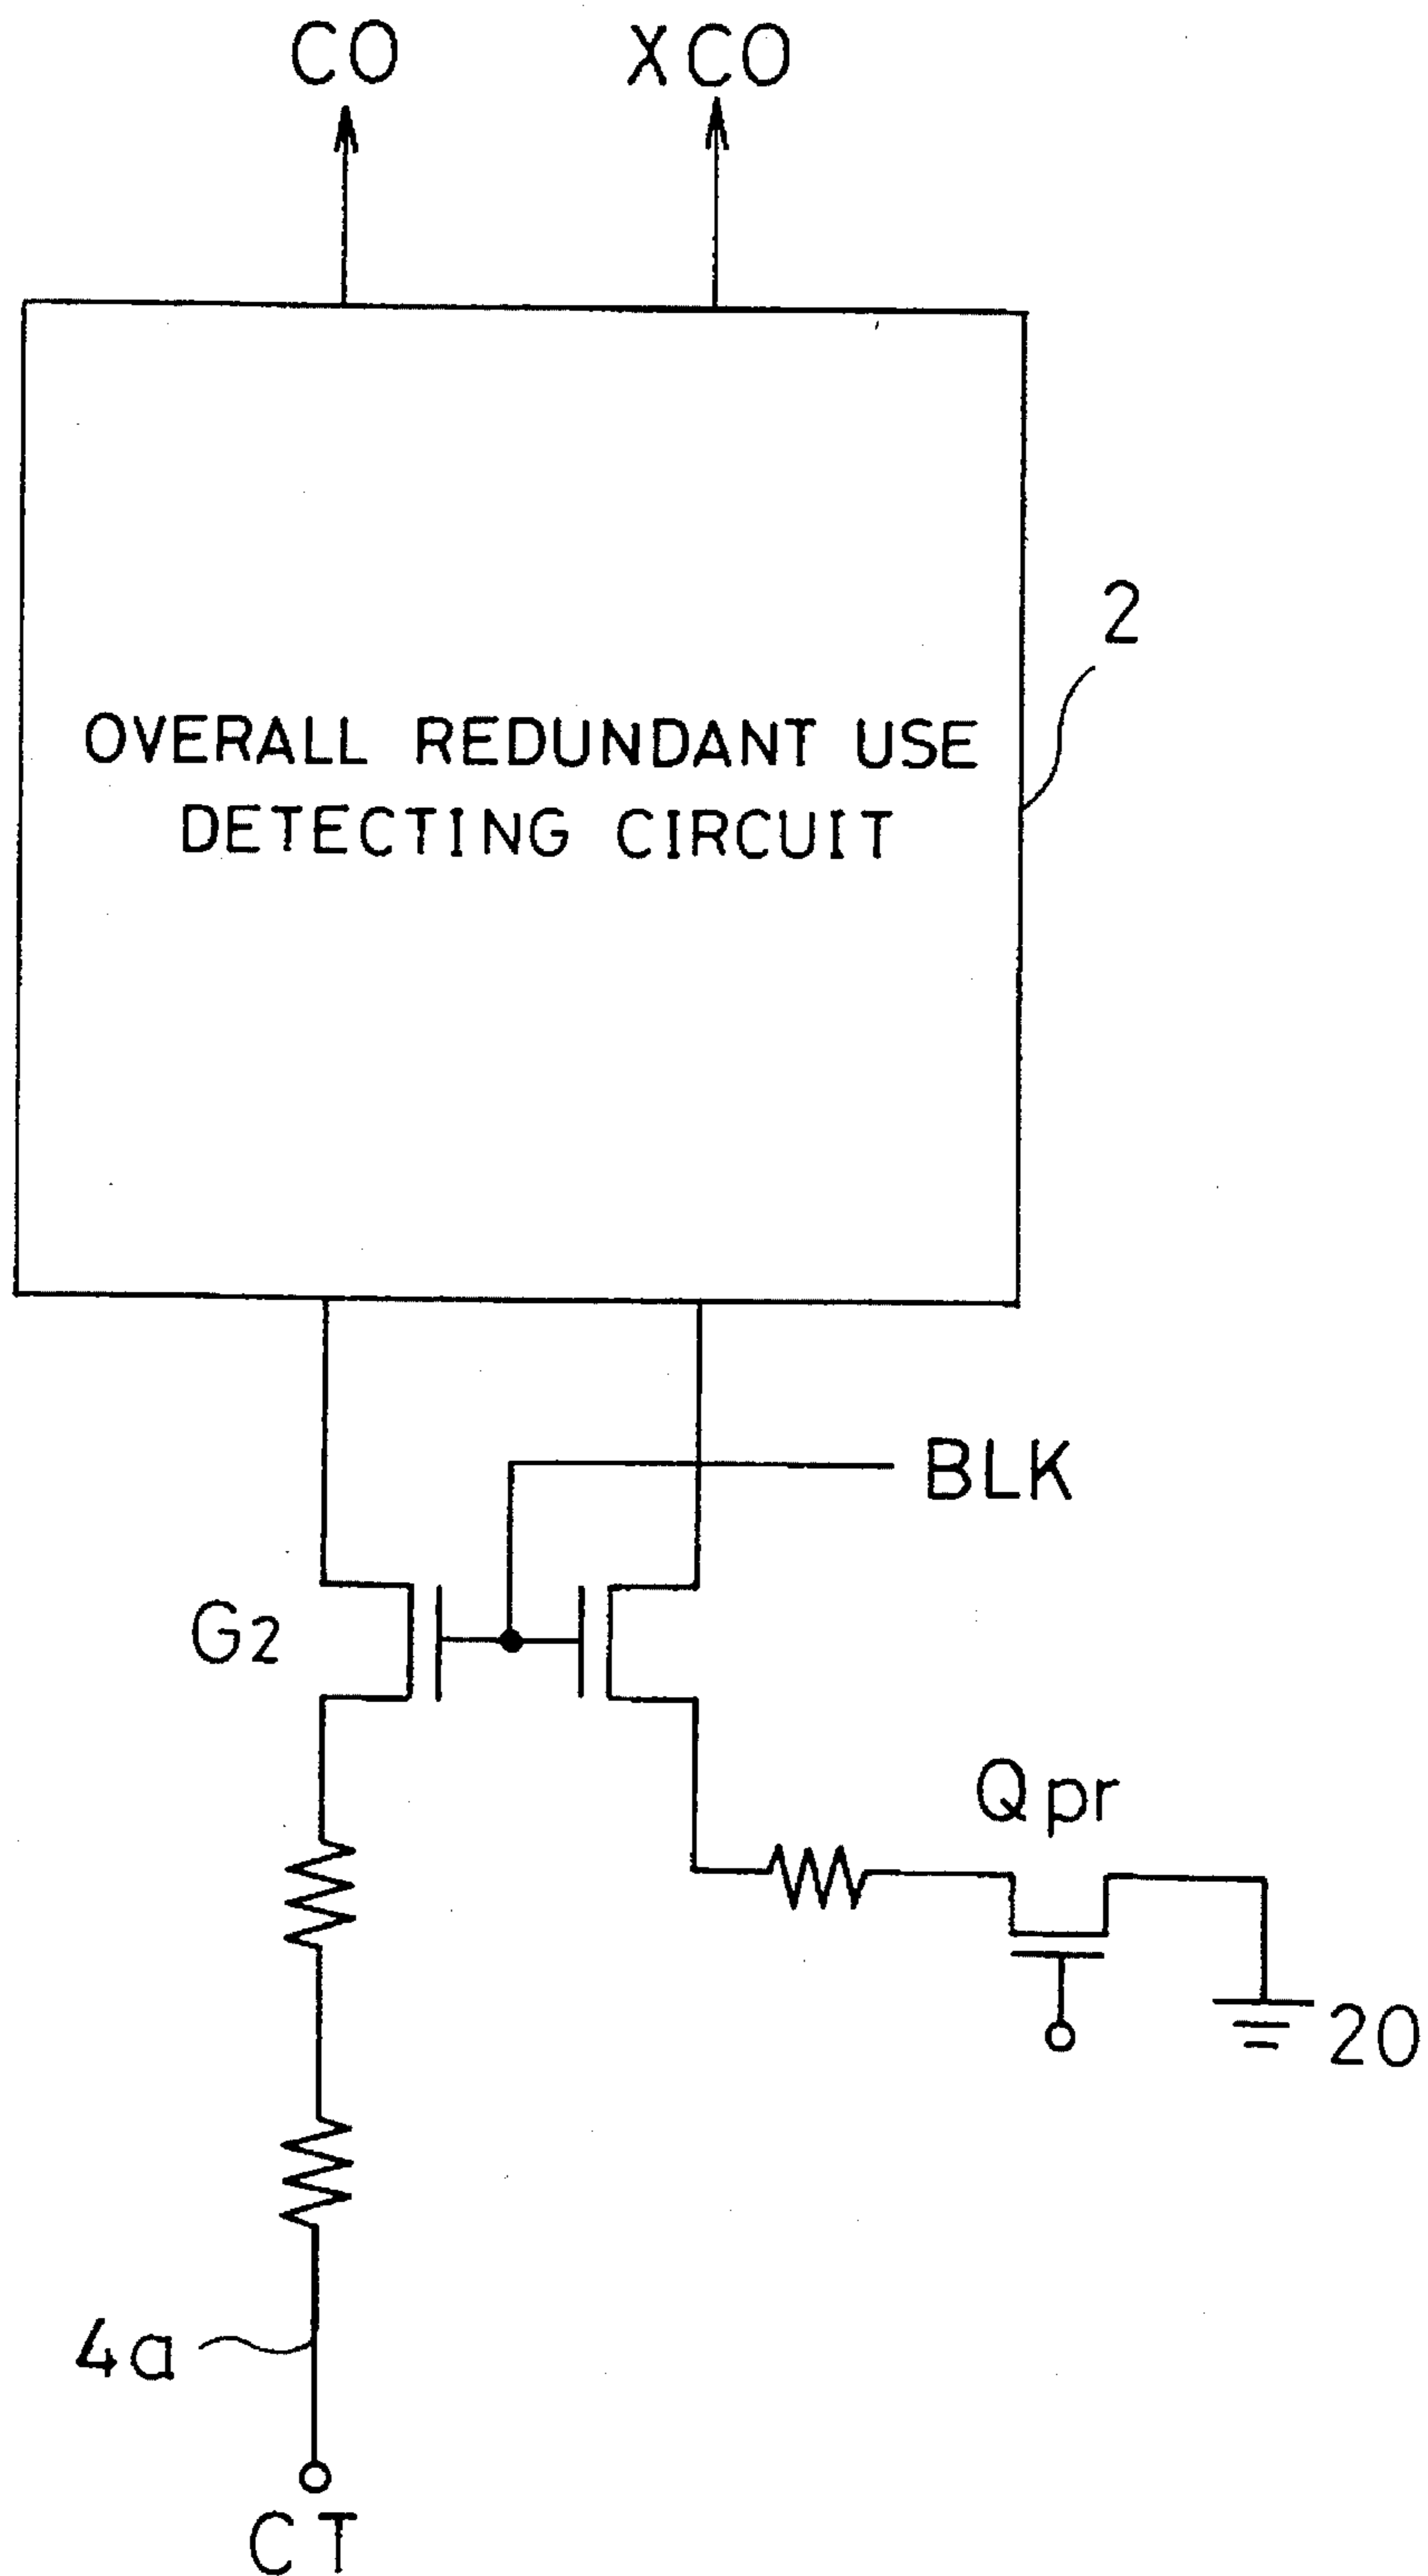 CO XCO
2
OVERALL REDUNDANT USE
DETECTING CIRCUIT
BLK
G2
Qpr
20
4a
CT